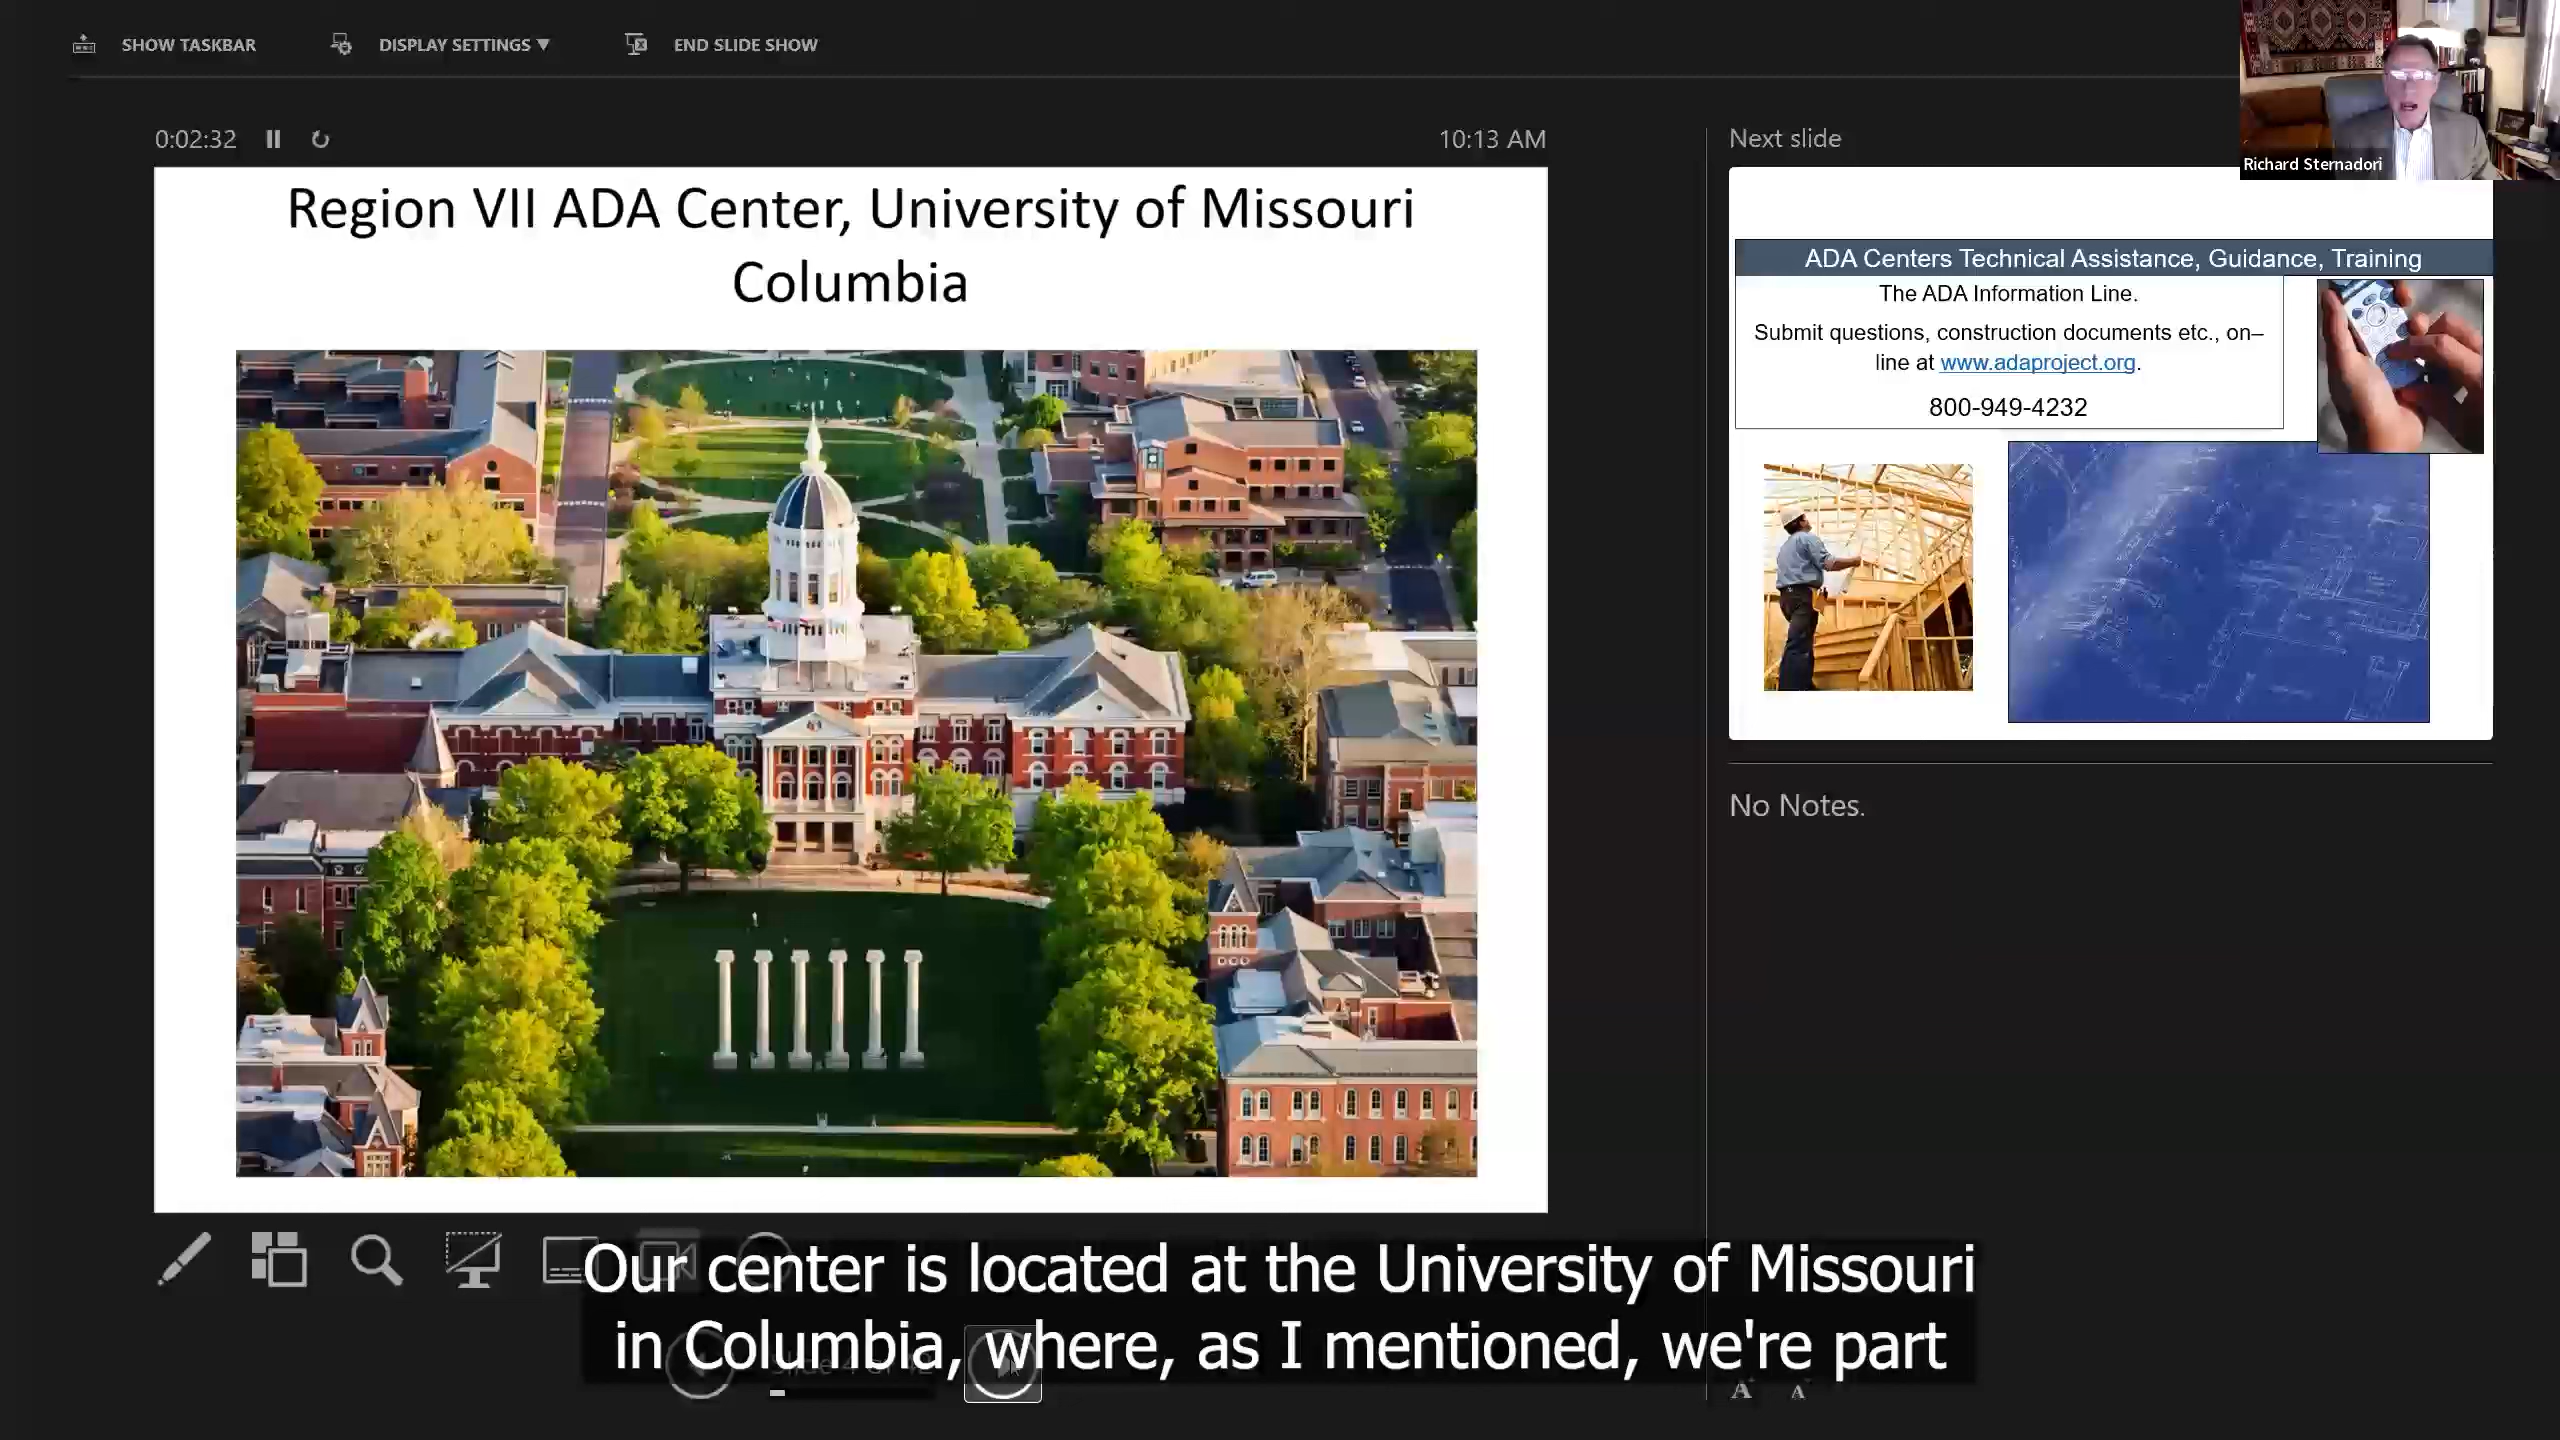 SHOW TASKBAR
DISPLAY SETTINGS ▼
END SLIDE SHOW
0:02:32
10:13 AM
Next slide
Richard Sternadori
Region VII ADA Center, University of Missouri
Columbia
ADA Centers Technical Assistance, Guidance, Training
The ADA Information Line.
Submit questions, construction documents etc., on–
line at www.adaproject.org.
800-949-4232
No Notes.
Our center is located at the University of Missouri
in Columbia, where, as I mentioned, we're part
A A